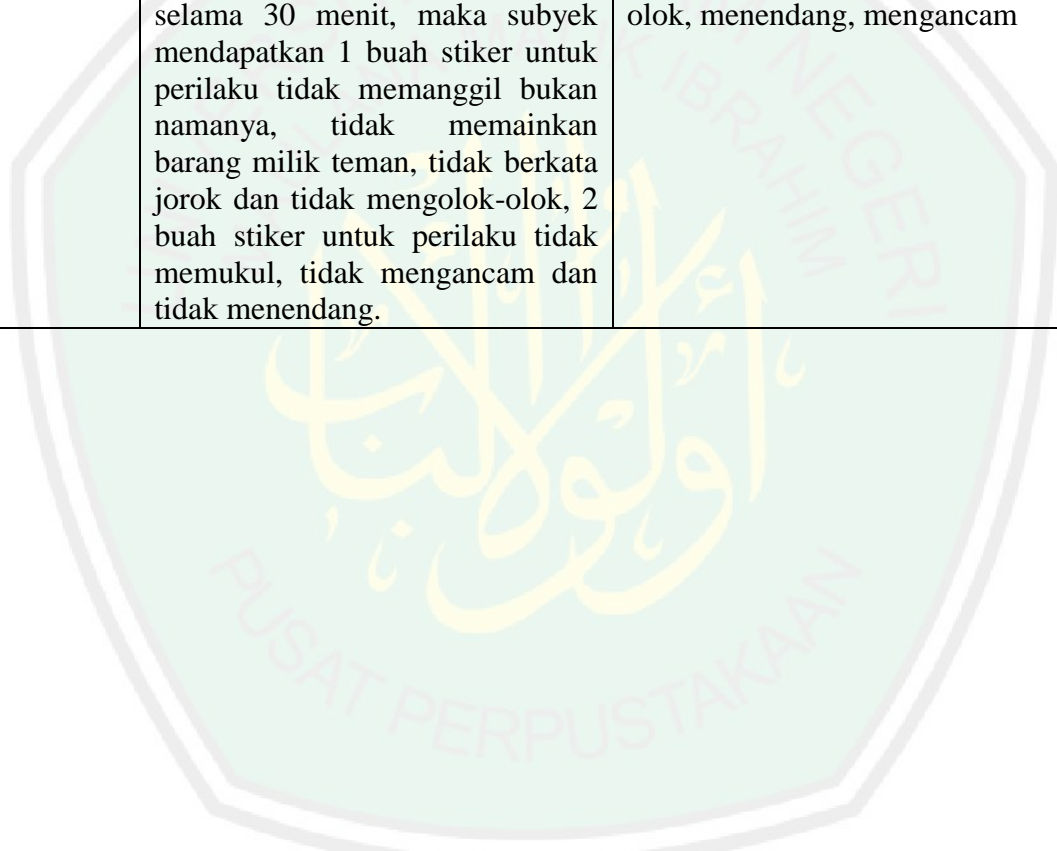 selama 30 menit, maka subyek
mendapatkan 1 buah stiker untuk
perilaku tidak memanggil bukan
namanya, tidak memainkan
barang milik teman, tidak berkata
jorok dan tidak mengolok-olok, 2
buah stiker untuk perilaku tidak
memukul, tidak mengancam dan
tidak menendang.
olok, menendang, mengancam
PUSAT PERPUSTAKAAN